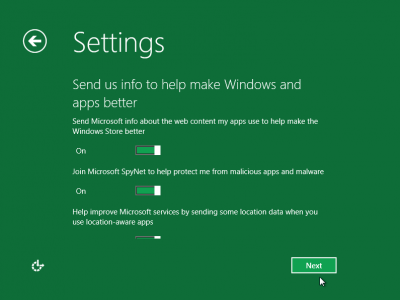 Settings
Send us info to help make Windows and
apps better
Send Microsoft info about the web content my apps use to help make the
Windows Store better
On
Join Microsoft SpyNet to help protect me from malicious apps and malware
On
Help improve Microsoft services by sending some location data when you
use location-aware apps
Next